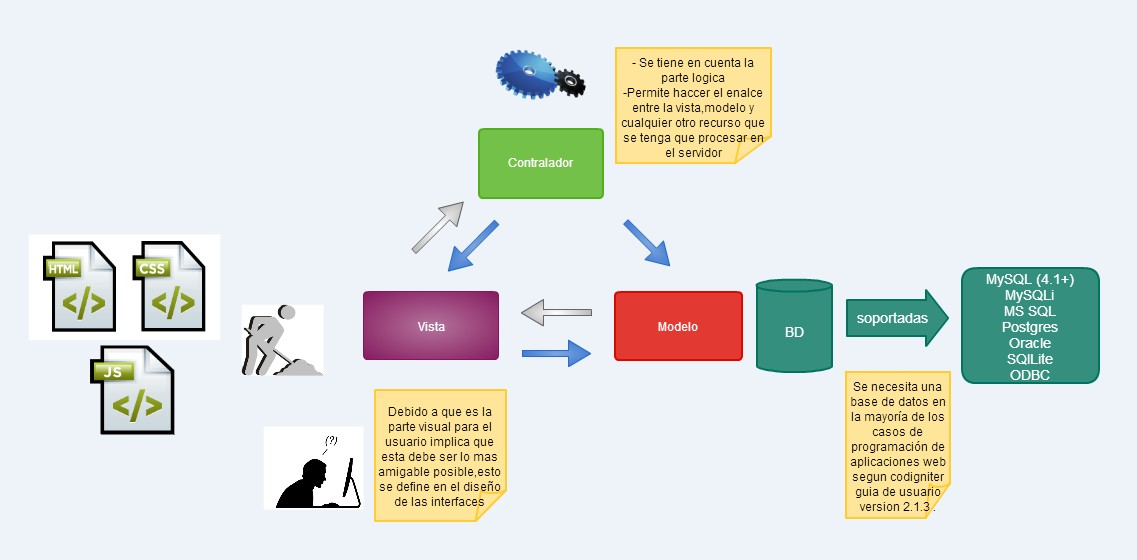 - Se tiene en cuenta la
parte logica
-Permite haccer el enalce
entre la vista,modelo y
cualquier otro recurso que
se tenga que procesar en
el servidor
Contralador
HTML
</>
CSS
</>
JS
</>
Vista
Modelo
BD
soportadas
MySQL (4.1+)
MySQLi
MS SQL
Postgres
Oracle
SQlLite
ODBC
(?)
Debido a que es la
parte visual para el
usuario implica que
esta debe ser lo mas
amigable posible,esto
se define en el diseño
de las interfaces
Se necesita una
base de datos en
la mayoría de los
casos de
programación de
aplicaciones web
segun codigniter
guia de usuario
version 2.1.3 .